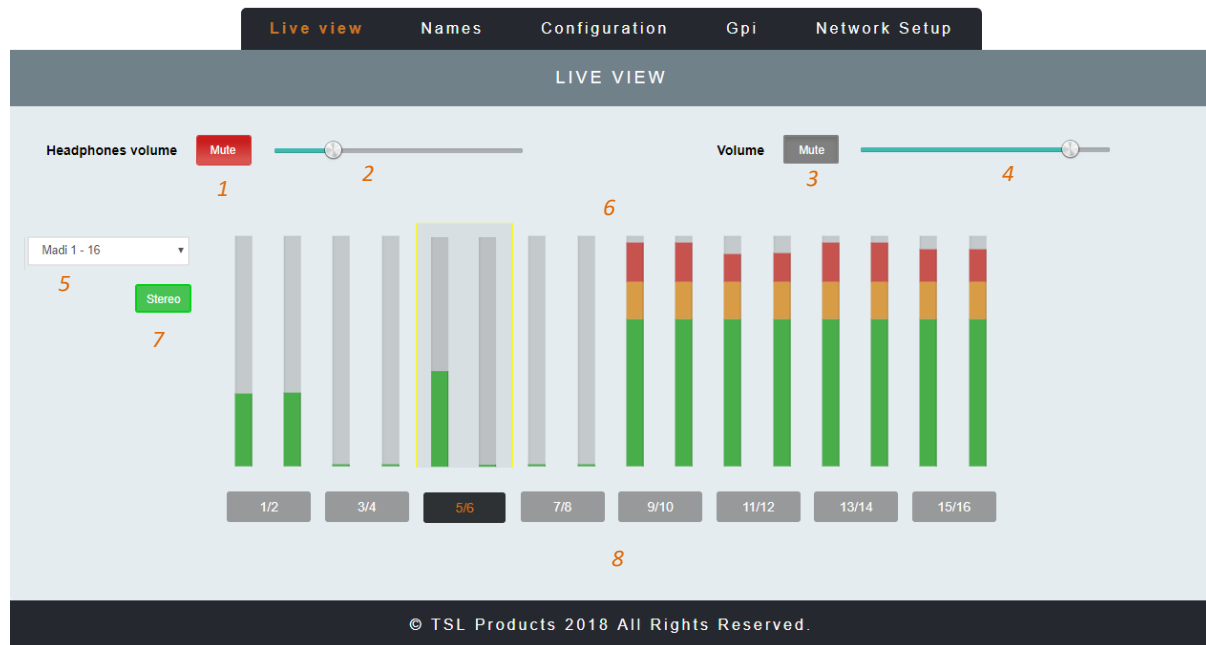 Live view Names Configuration Gpi Network Setup
LIVE VIEW
Headphones volume Mute Volume Mute
1 2 3 4
6
Madi 1 - 16
5
Stereo
7
1/2 3/4 5/6 7/8 9/10 11/12 13/14 15/16
8
© TSL Products 2018 All Rights Reserved.